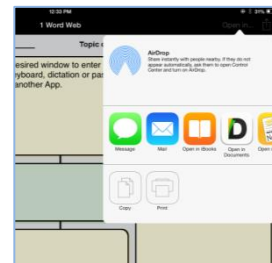 12:33 PM
31%
1 Word Web
Open in...
Topic
esired window to enter
eyboard, dictation or pas
another App.
AirDrop
Share instantly with people nearby. If they do not
appear automatically, ask them to open Control
Center and turn on AirDrop.
Message
Mail
Open in iBooks
Open in
Documents
Open
Copy
Print